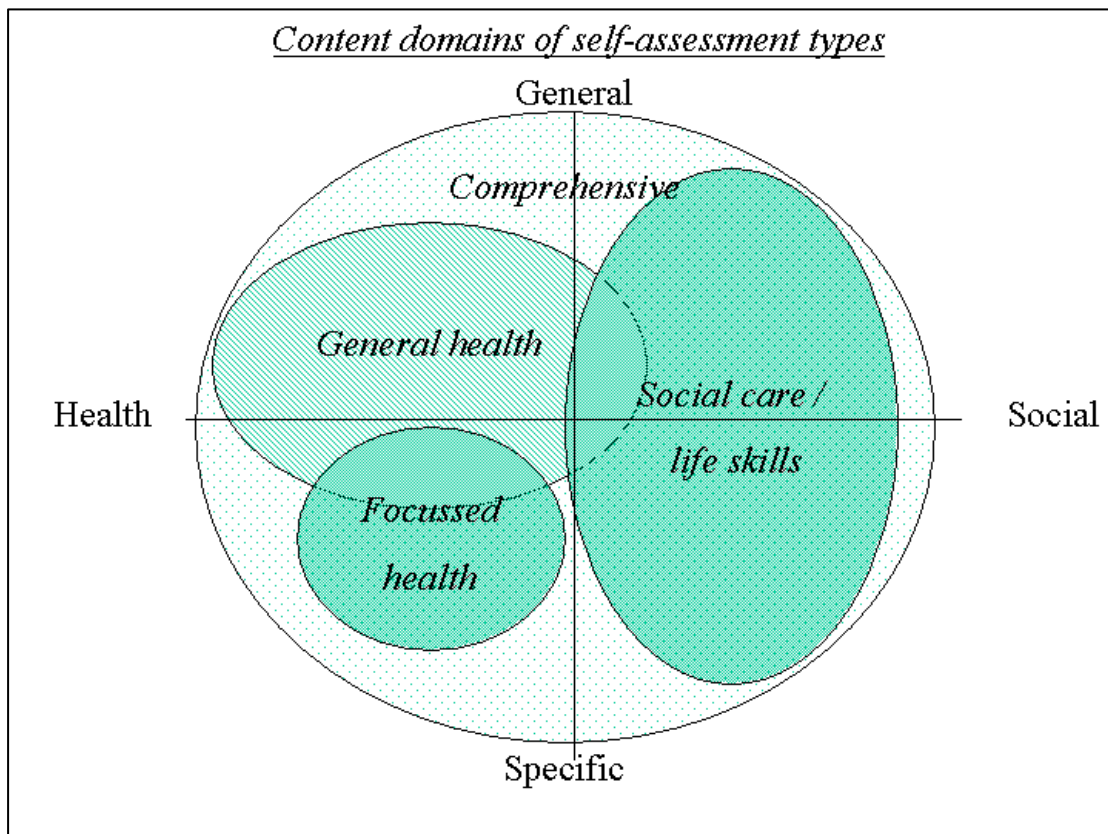 Content domains of self-assessment types
General
Comprehensive
General health
Health
Social care /
Social
life skills
Focussed
health
Specific